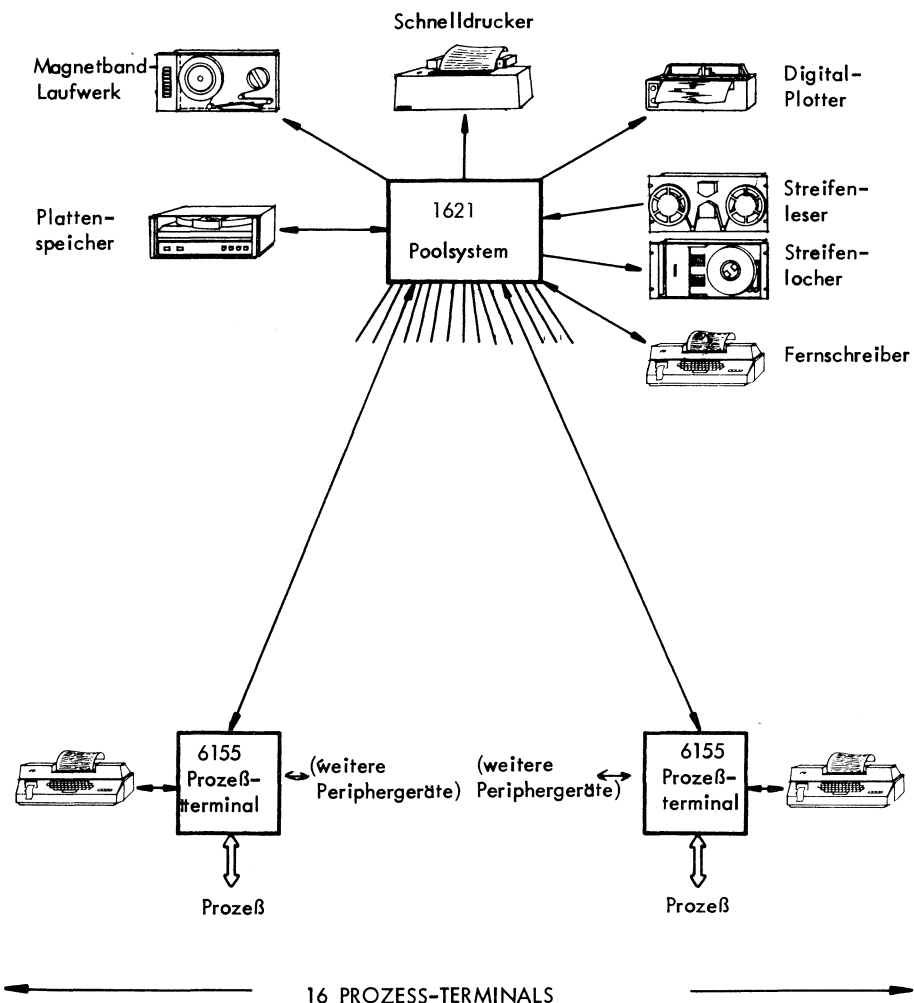 Schnelldrucker
Magnetband-
Laufwerk
Digital-
Plotter
Streifen-
leser
1621
Poolsystem
Platten-
speicher
Streifen-
locher
Fernschreiber
6155
Prozeß-
terminal
(weitere
Periphergeräte)
(weitere
Periphergeräte)
6155
Prozeß-
terminal
Prozeß
Prozeß
16 PROZESS-TERMINALS